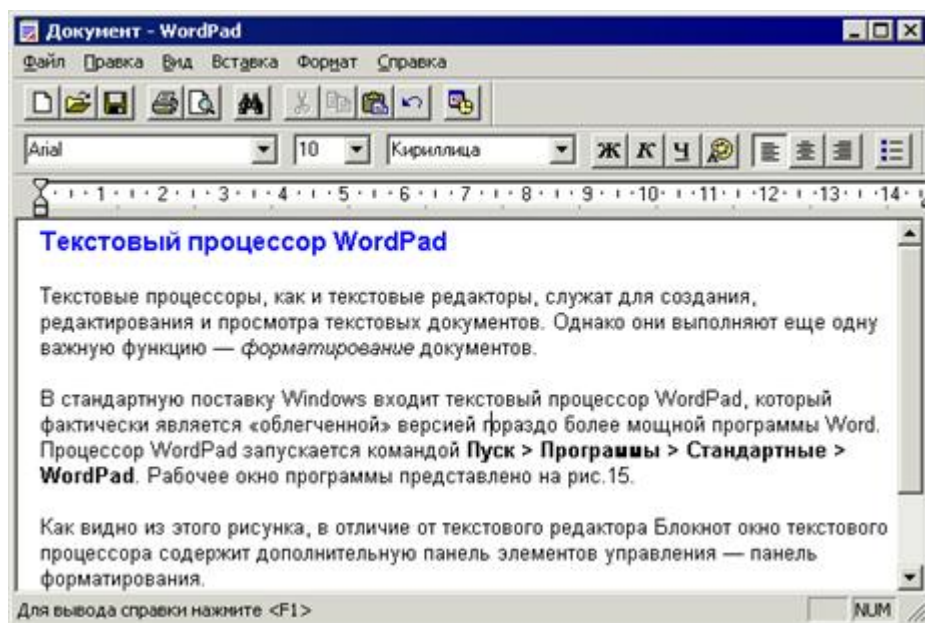 Документ - WordPad
Файл Правка Вид Вставка Формат Справка
Arial 10 Кириллица Ж К Ч
1 2 3 4 5 6 7 8 9 10 11 12 13 14
Текстовый процессор WordPad
Текстовые процессоры, как и текстовые редакторы, служат для создания,
редактирования и просмотра текстовых документов. Однако они выполняют еще одну
важную функцию — форматирование документов.
В стандартную поставку Windows входит текстовый процессор WordPad, который
фактически является «облегченной» версией гораздо более мощной программы Word.
Процессор WordPad запускается командой Пуск > Программы > Стандартные >
WordPad. Рабочее окно программы представлено на рис.15.
Как видно из этого рисунка, в отличие от текстового редактора Блокнот окно текстового
процессора содержит дополнительную панель элементов управления — панель
форматирования.
Для вывода справки нажмите <F1> NUM